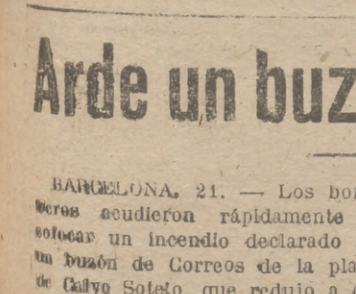 Arde un buz
BARCELONA, 21. — Los bom
beros acudieron rápidamente
sofocar un incendio declarado
un buzón de Correos de la pla
de Calvo Sotelo, que redujo a